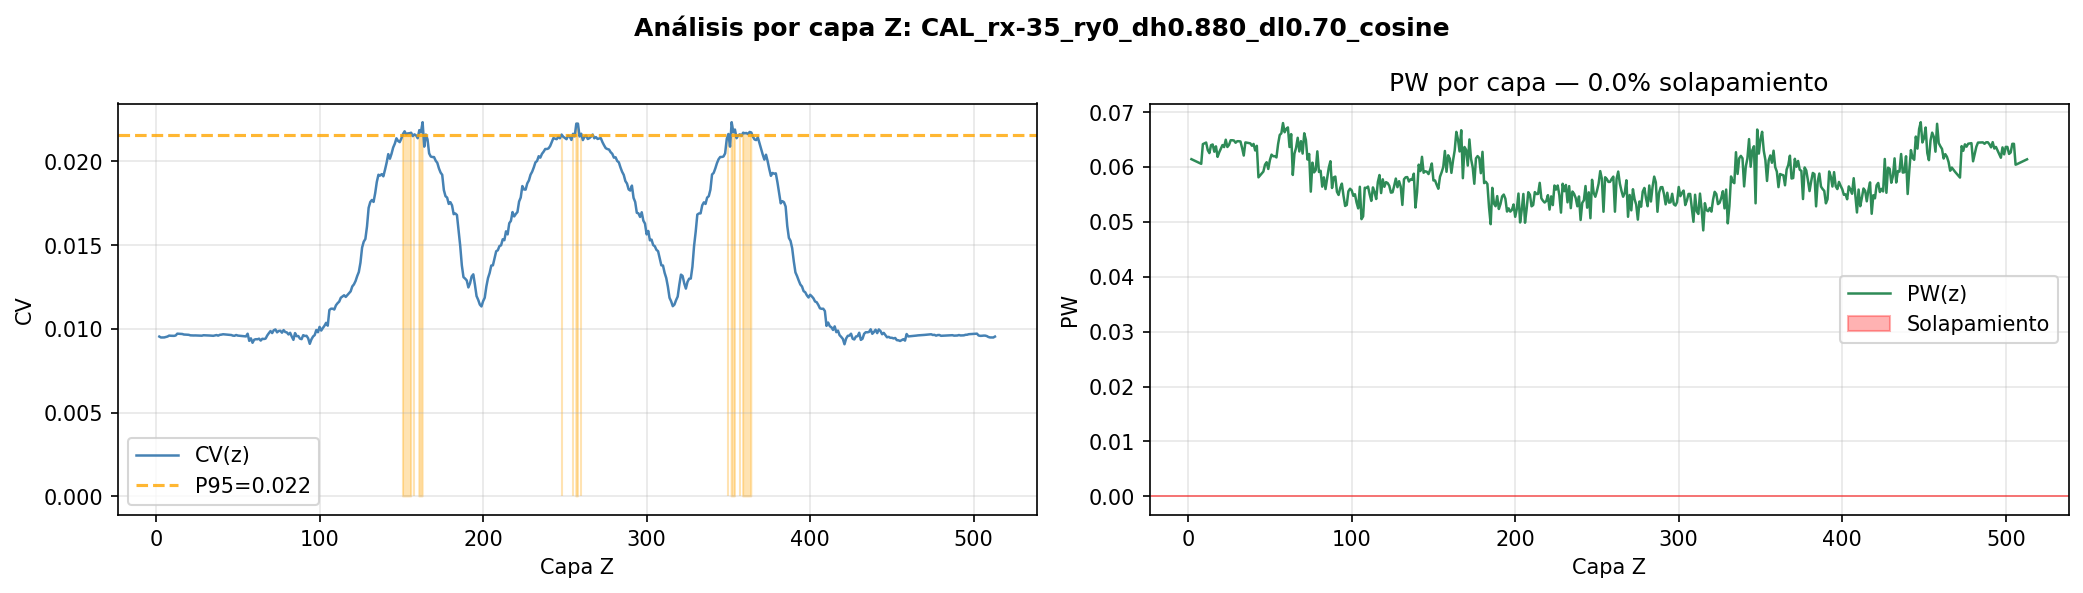 Análisis por capa Z: CAL_rx-35_ry0_dh0.880_dl0.70_cosine
CV
0.020
0.015
0.010
0.005
0.000
CV(z)
P95=0.022
0 100 200 300 400 500
Capa Z
PW por capa — 0.0% solapamiento
PW
0.07
0.06
0.05
0.04
0.03
0.02
0.01
0.00
PW(z)
Solapamiento
0 100 200 300 400 500
Capa Z